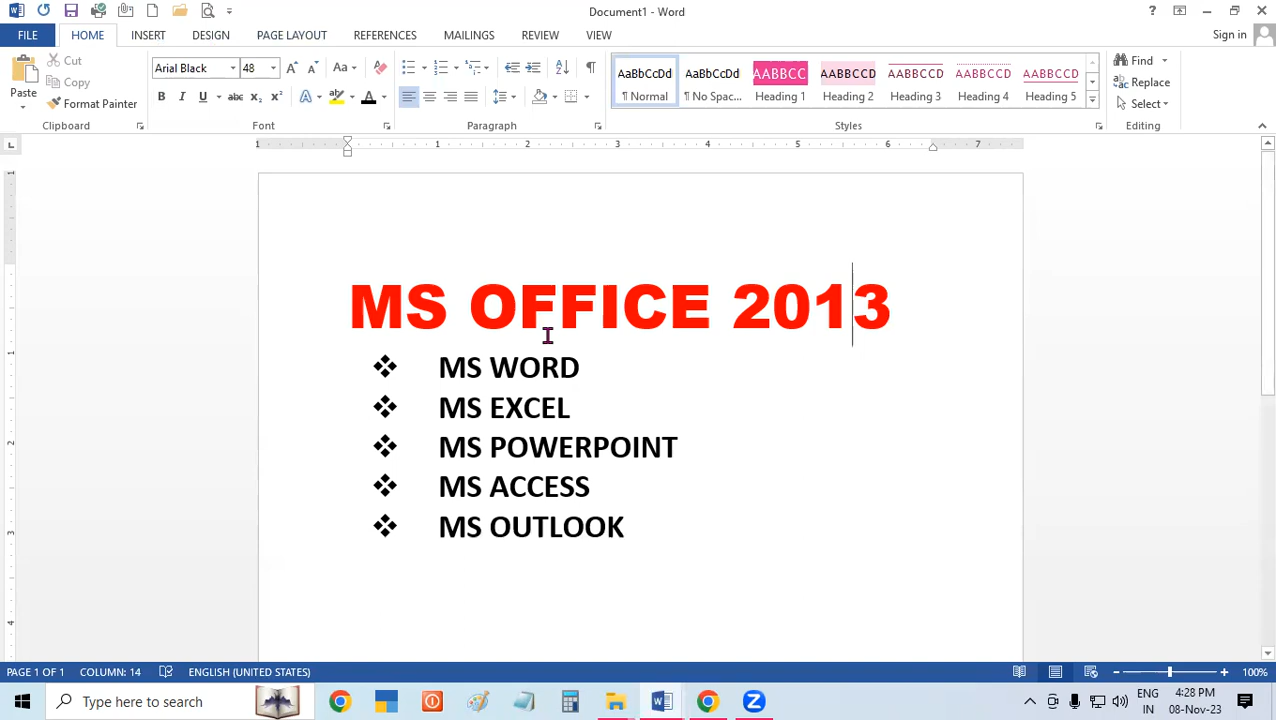 Document1 - Word
Sign in
FILE HOME INSERT DESIGN PAGE LAYOUT REFERENCES MAILINGS REVIEW VIEW
Paste
Cut
Copy
Format Painter
Clipboard
Arial Black 48
Font
Paragraph
AaBbCcDd
¶ Normal
AaBbCcDd
¶ No Spac...
AABBCC
Heading 1
AABBCC
Heading 2
AABBCCD
Heading 3
AABBCCD
Heading 4
AABBCCD
Heading 5
Styles
Find
Replace
Select
Editing
MS OFFICE 2013
❖ MS WORD
❖ MS EXCEL
❖ MS POWERPOINT
❖ MS ACCESS
❖ MS OUTLOOK
PAGE 1 OF 1 COLUMN: 14 ENGLISH (UNITED STATES) 100%
Type here to search
ENG
IN
4:28 PM
08-Nov-23